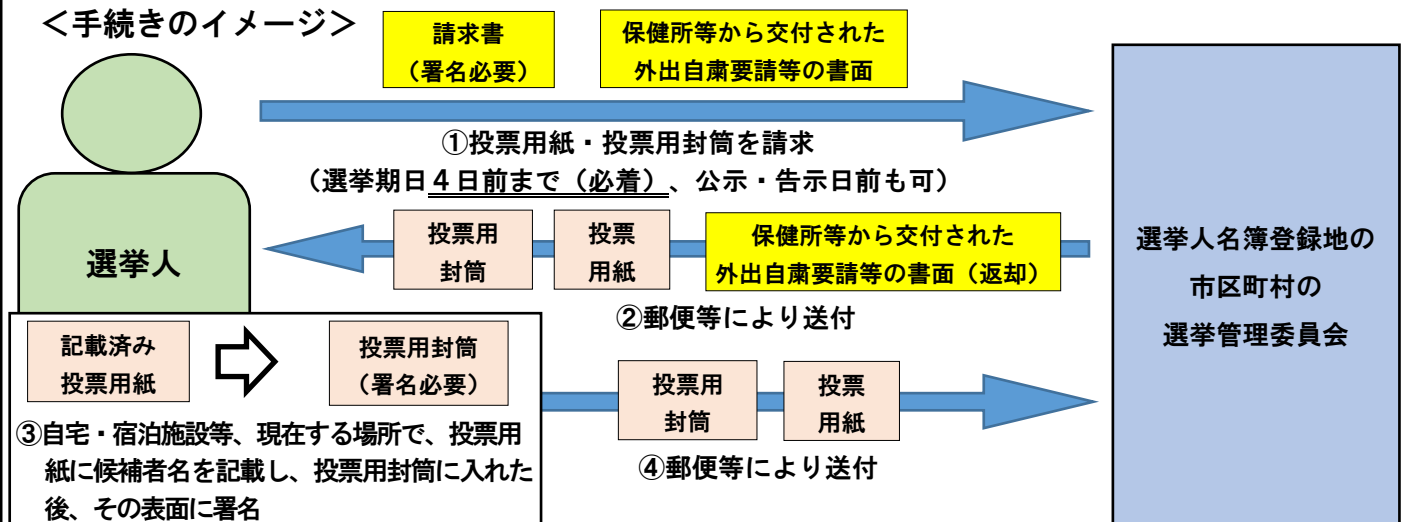 ＜手続きのイメージ＞
請求書
（署名必要）
保健所等から交付された
外出自粛要請等の書面
①投票用紙・投票用封筒を請求
（選挙期日４日前まで（必着）、公示・告示日前も可）
選挙人
投票用
封筒
投票
用紙
保健所等から交付された
外出自粛要請等の書面（返却）
②郵便等により送付
選挙人名簿登録地の
市区町村の
選挙管理委員会
記載済み
投票用紙
投票用封筒
（署名必要）
③自宅・宿泊施設等、現在する場所で、投票用
紙に候補者名を記載し、投票用封筒に入れた
後、その表面に署名
投票用
封筒
投票
用紙
④郵便等により送付